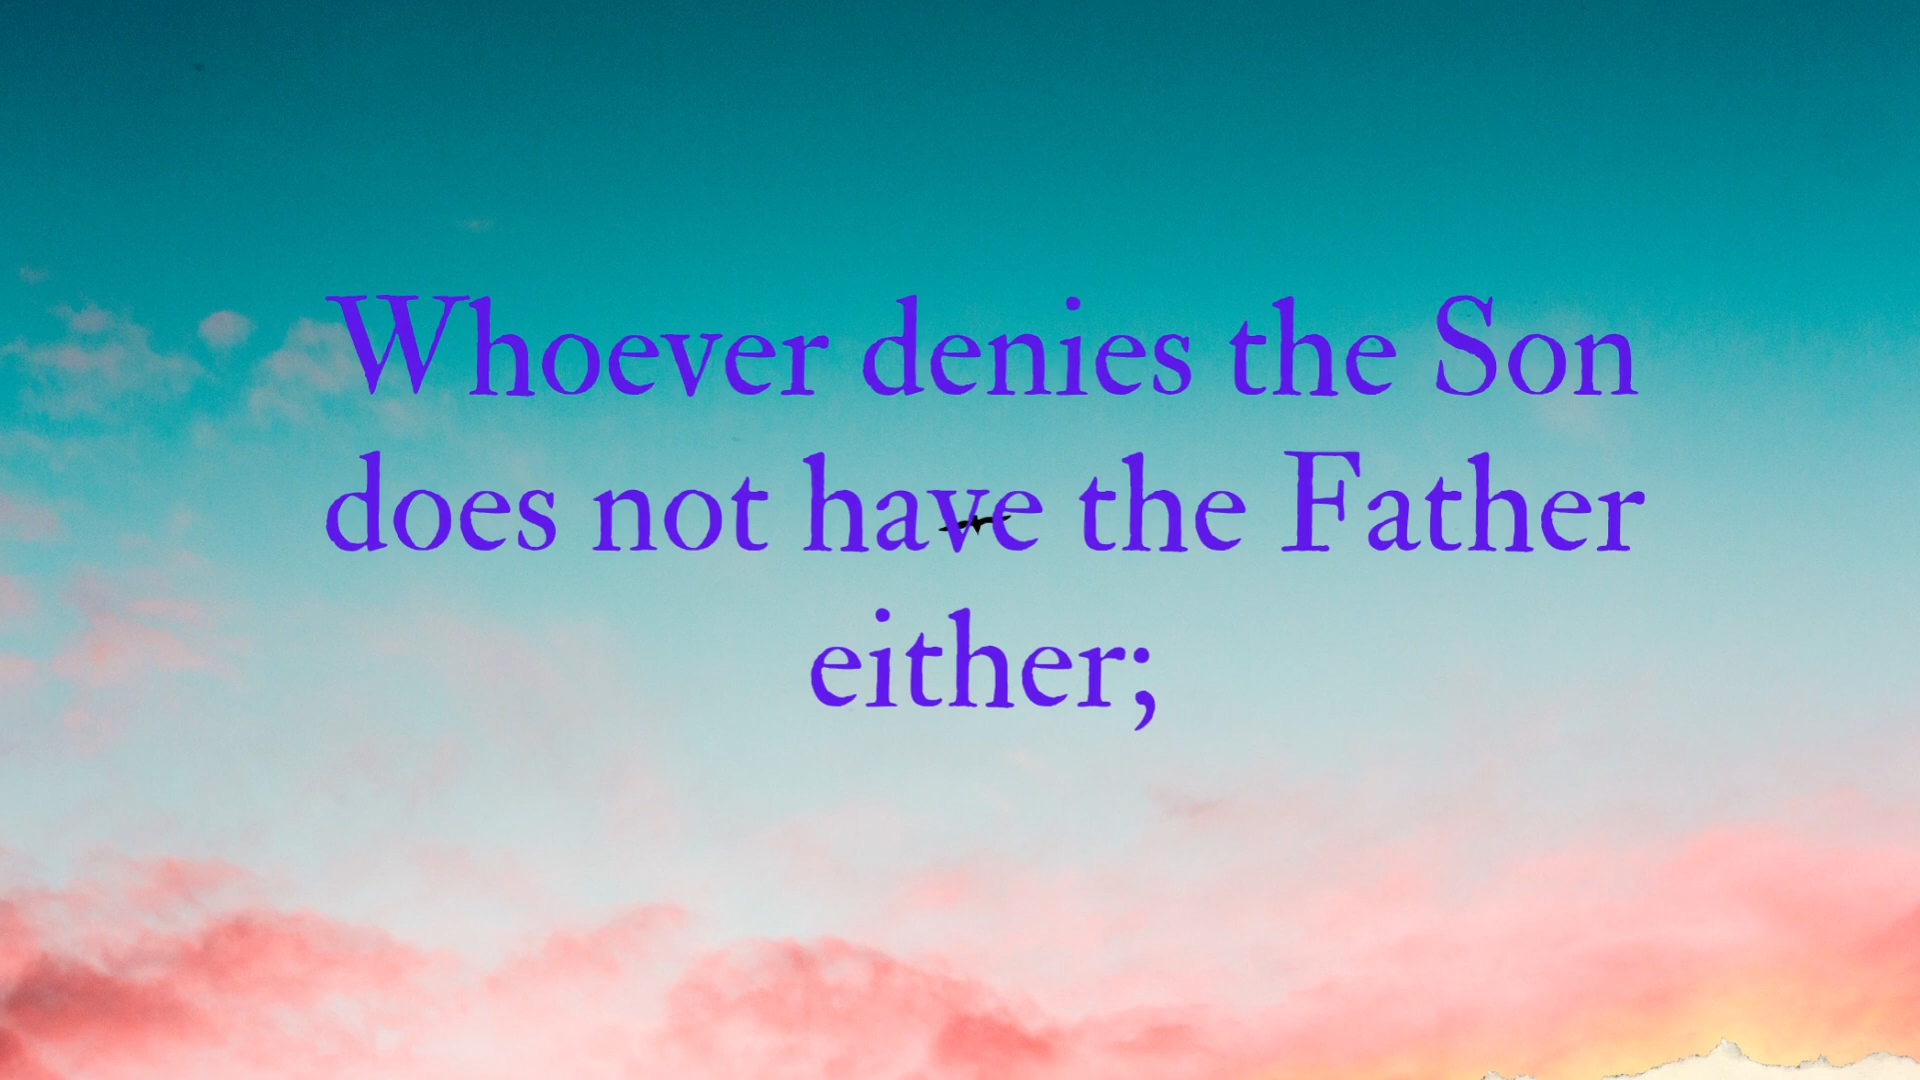 Whoever denies the Son
does not have the Father
either;